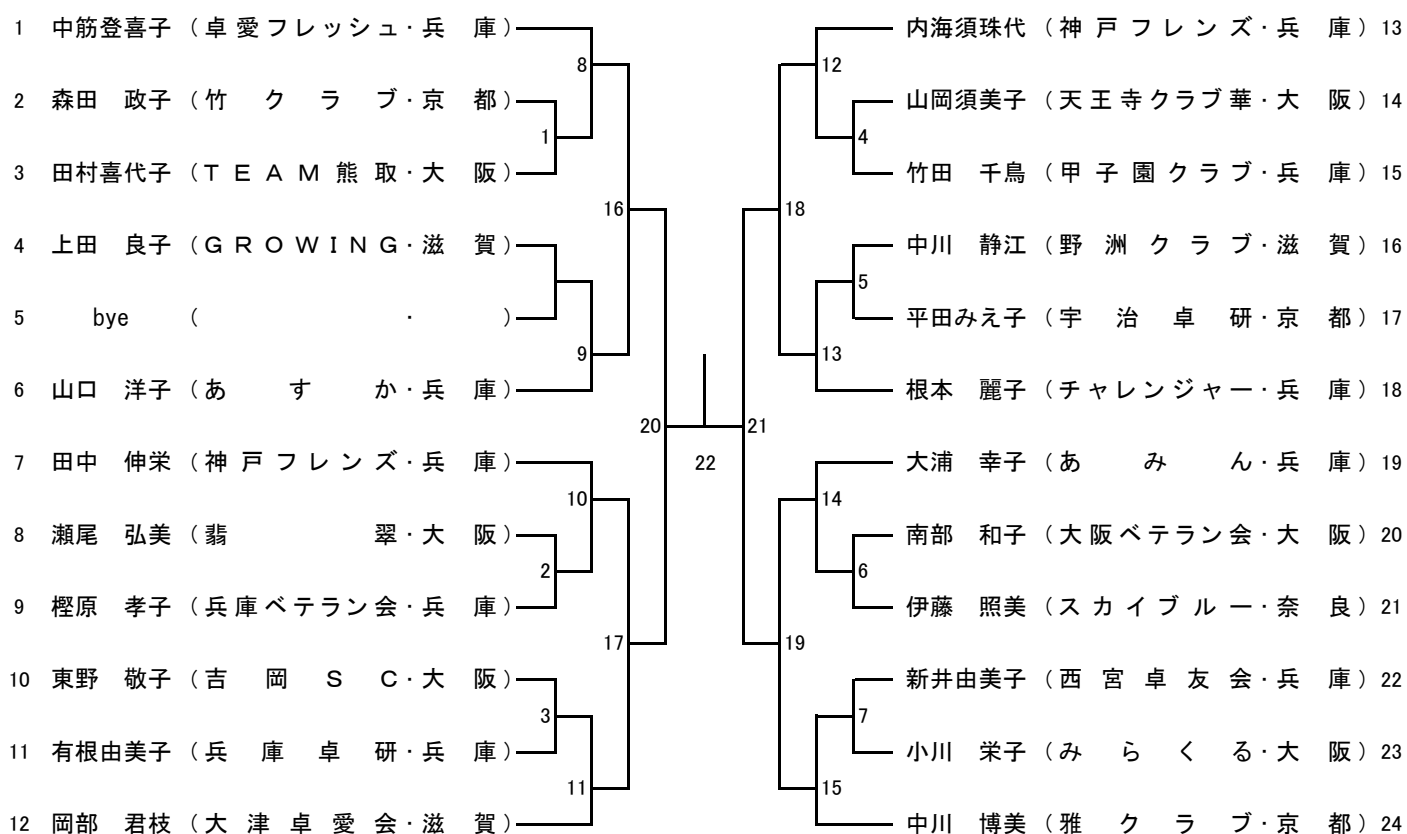 1 中筋登喜子 (卓愛フレッシュ・兵庫)
2 森田 政子 (竹クラブ・京都)
3 田村喜代子 (TEAM熊取・大阪)
4 上田 良子 (GROWING・滋賀)
5 bye ( ・ )
6 山口 洋子 (あすか・兵庫)
7 田中 伸栄 (神戸フレンズ・兵庫)
8 瀬尾 弘美 (翡翠・大阪)
9 樫原 孝子 (兵庫ベテラン会・兵庫)
10 東野 敬子 (吉岡SC・大阪)
11 有根由美子 (兵庫卓研・兵庫)
12 岡部 君枝 (大津卓愛会・滋賀)
8
1
16
9
20
10
2
17
3
11
22
12
4
18
5
13
21
14
6
19
7
15
内海須珠代 (神戸フレンズ・兵庫) 13
山岡須美子 (天王寺クラブ華・大阪) 14
竹田 千鳥 (甲子園クラブ・兵庫) 15
中川 静江 (野洲クラブ・滋賀) 16
平田みえ子 (宇治卓研・京都) 17
根本 麗子 (チャレンジャー・兵庫) 18
大浦 幸子 (あみん・兵庫) 19
南部 和子 (大阪ベテラン会・大阪) 20
伊藤 照美 (スカイブルー・奈良) 21
新井由美子 (西宮卓友会・兵庫) 22
小川 栄子 (みらくる・大阪) 23
中川 博美 (雅クラブ・京都) 24